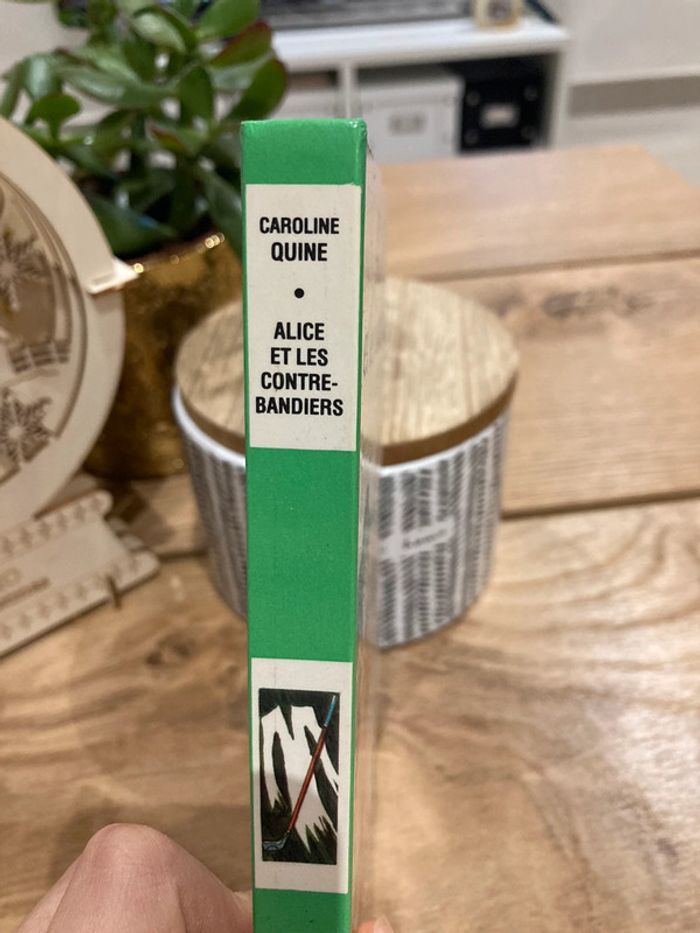 CAROLINE
QUINE
•
ALICE
ET LES
CONTRE-
BANDIERS